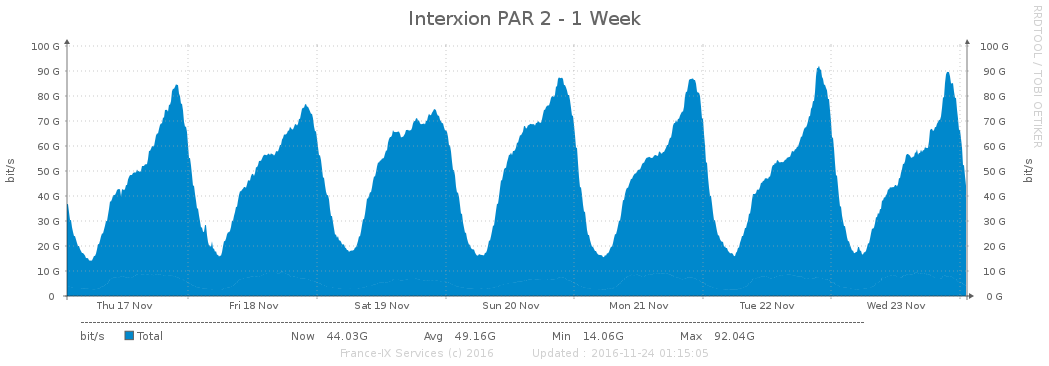 Interxion PAR 2 - 1 Week
RRDTOOL / TOBI OETIKER
100 G 100 G
90 G 90 G
80 G 80 G
70 G 70 G
60 G 60 G
50 G 50 G
40 G 40 G
30 G 30 G
20 G 20 G
10 G 10 G
0 0 G
bit/s bit/s
Thu 17 Nov Fri 18 Nov Sat 19 Nov Sun 20 Nov Mon 21 Nov Tue 22 Nov Wed 23 Nov
bit/s Total Now 44.03G Avg 49.16G Min 14.06G Max 92.04G
France-IX Services (c) 2016 Updated : 2016-11-24 01:15:05